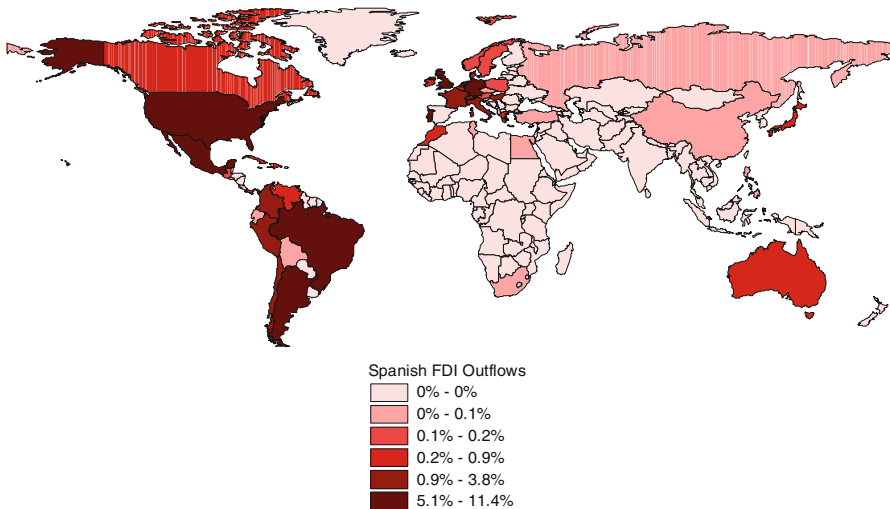 Spanish FDI Outflows
0% - 0%
0% - 0.1%
0.1% - 0.2%
0.2% - 0.9%
0.9% - 3.8%
5.1% - 11.4%